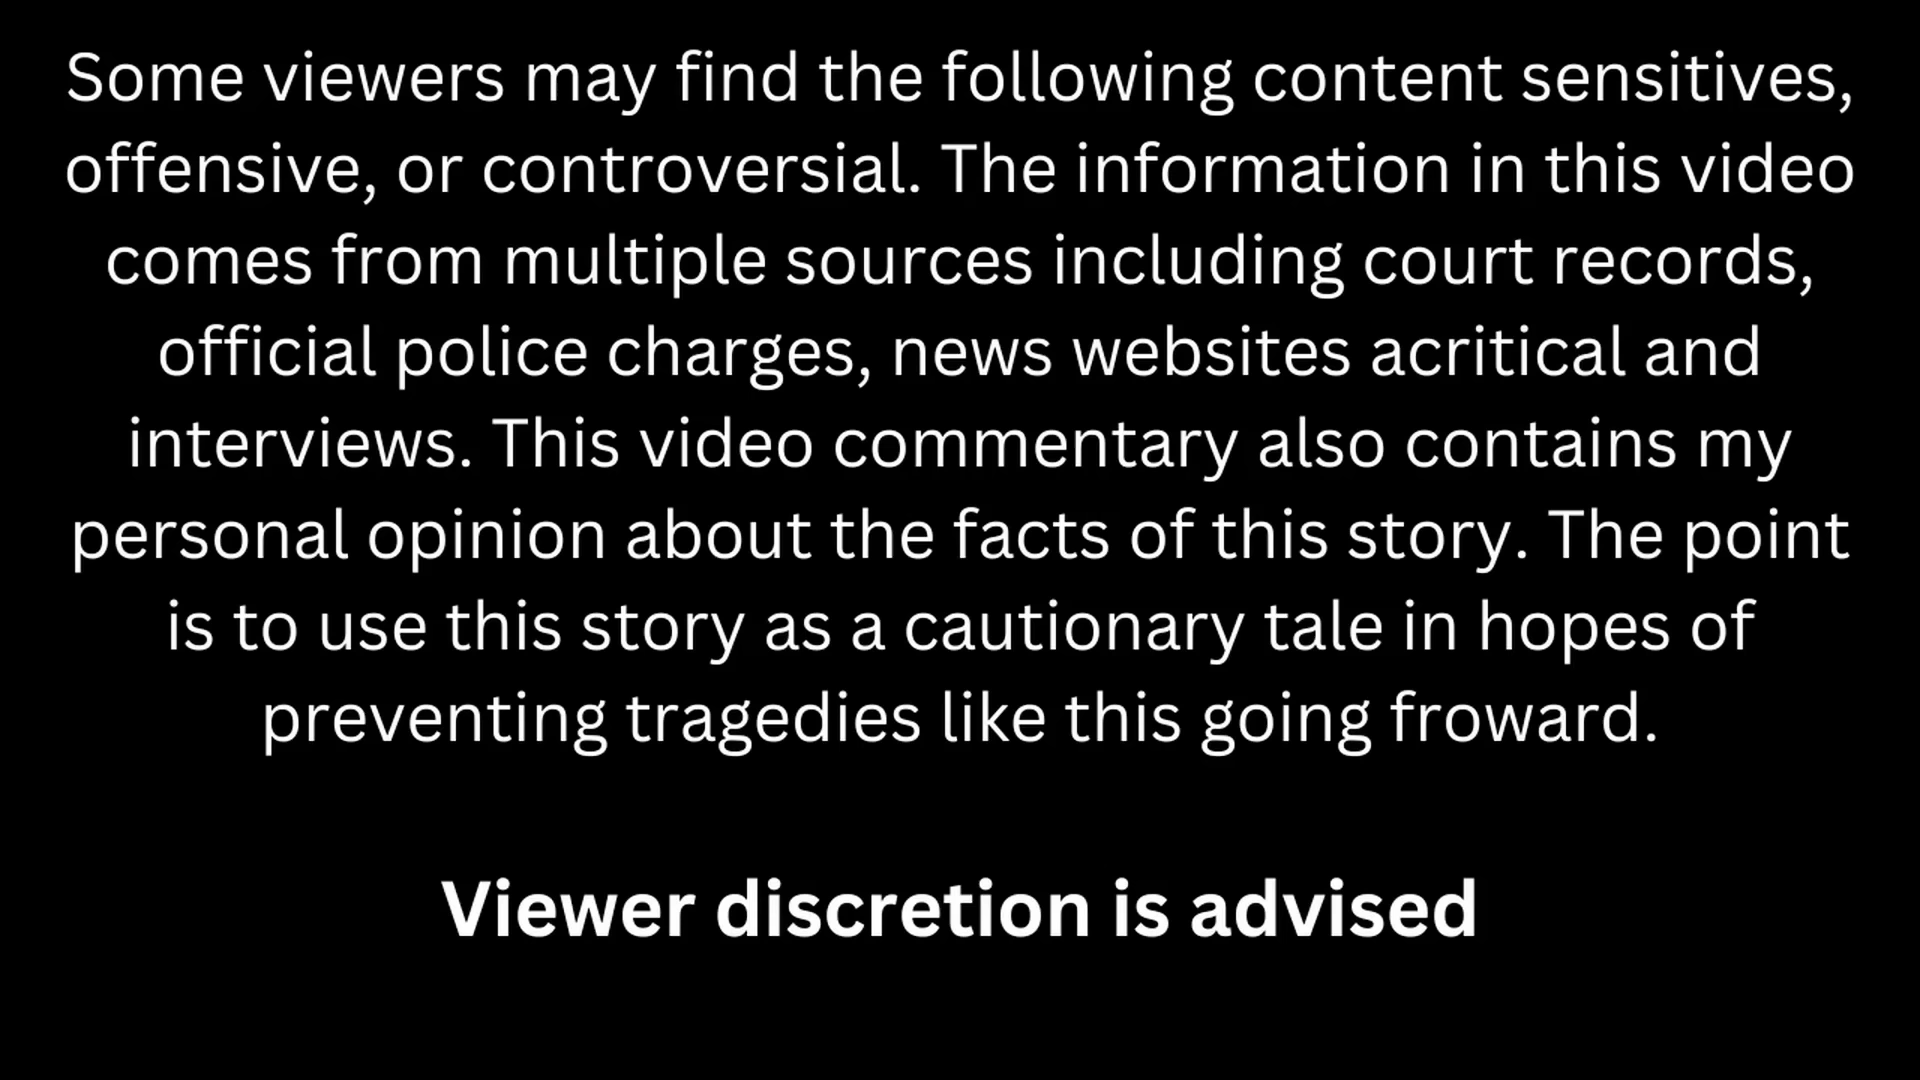 Some viewers may find the following content sensitives,
offensive, or controversial. The information in this video
comes from multiple sources including court records,
official police charges, news websites acritical and
interviews. This video commentary also contains my
personal opinion about the facts of this story. The point
is to use this story as a cautionary tale in hopes of
preventing tragedies like this going froward.
Viewer discretion is advised